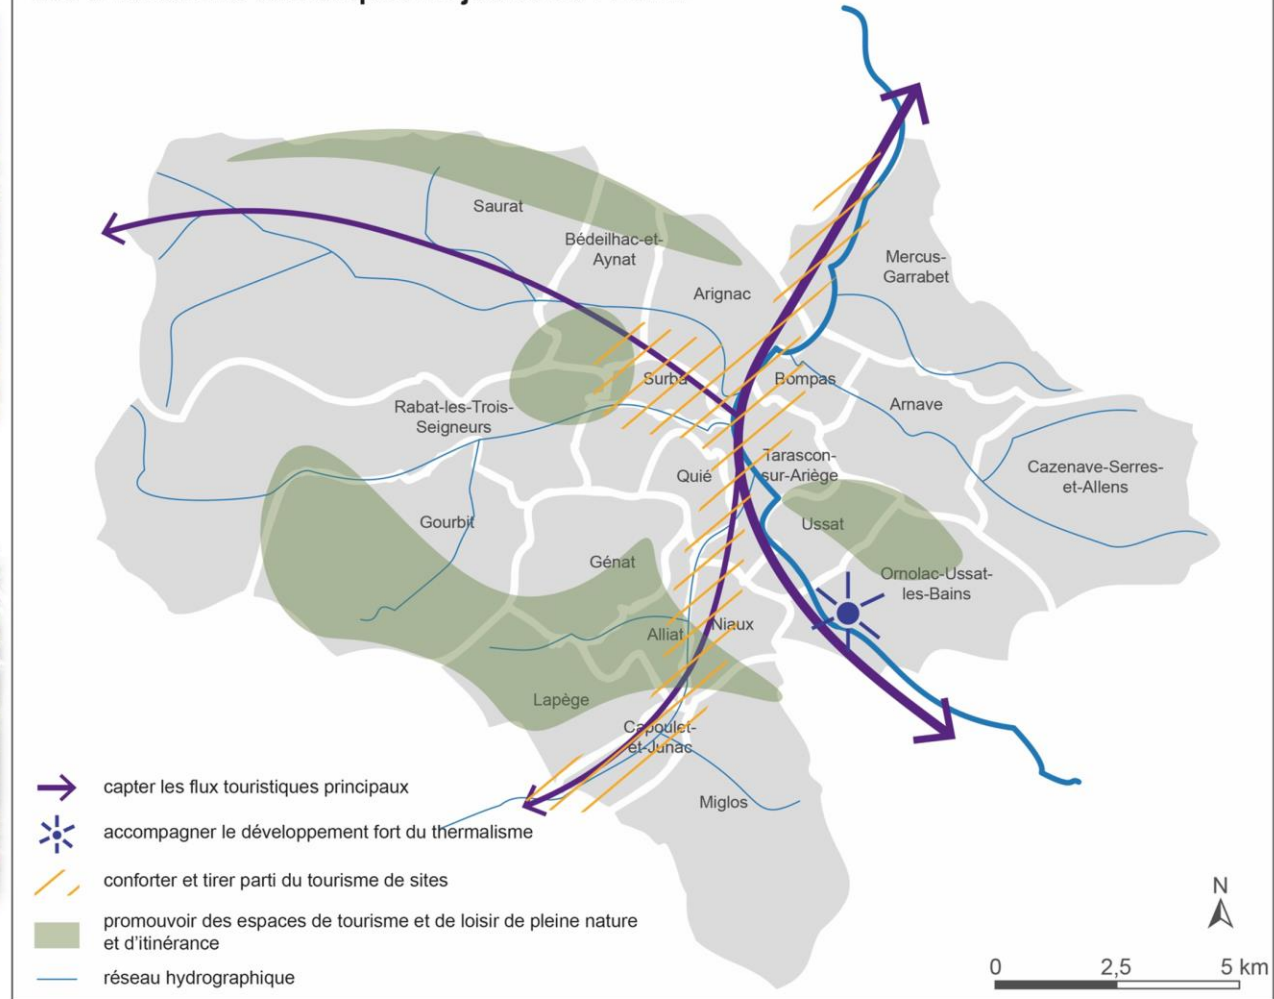 Saurat
Bédeilhac-et-
Aynat
Mercus-
Garrabet
Arignac
Surba
Bompas
Rabat-les-Trois-
Seigneurs
Arnave
Quié
Tarascon-
sur-Ariège
Cazenave-Serres-
et-Allens
Gourbit
Ussat
Génat
Ornolac-Ussat-
les-Bains
Alliat
Niaux
Lapège
Capoulet-
et-Junac
Miglos
capter les flux touristiques principaux
accompagner le développement fort du thermalisme
conforter et tirer parti du tourisme de sites
promouvoir des espaces de tourisme et de loisir de pleine nature
et d'itinérance
réseau hydrographique
N
0 2,5 5 km